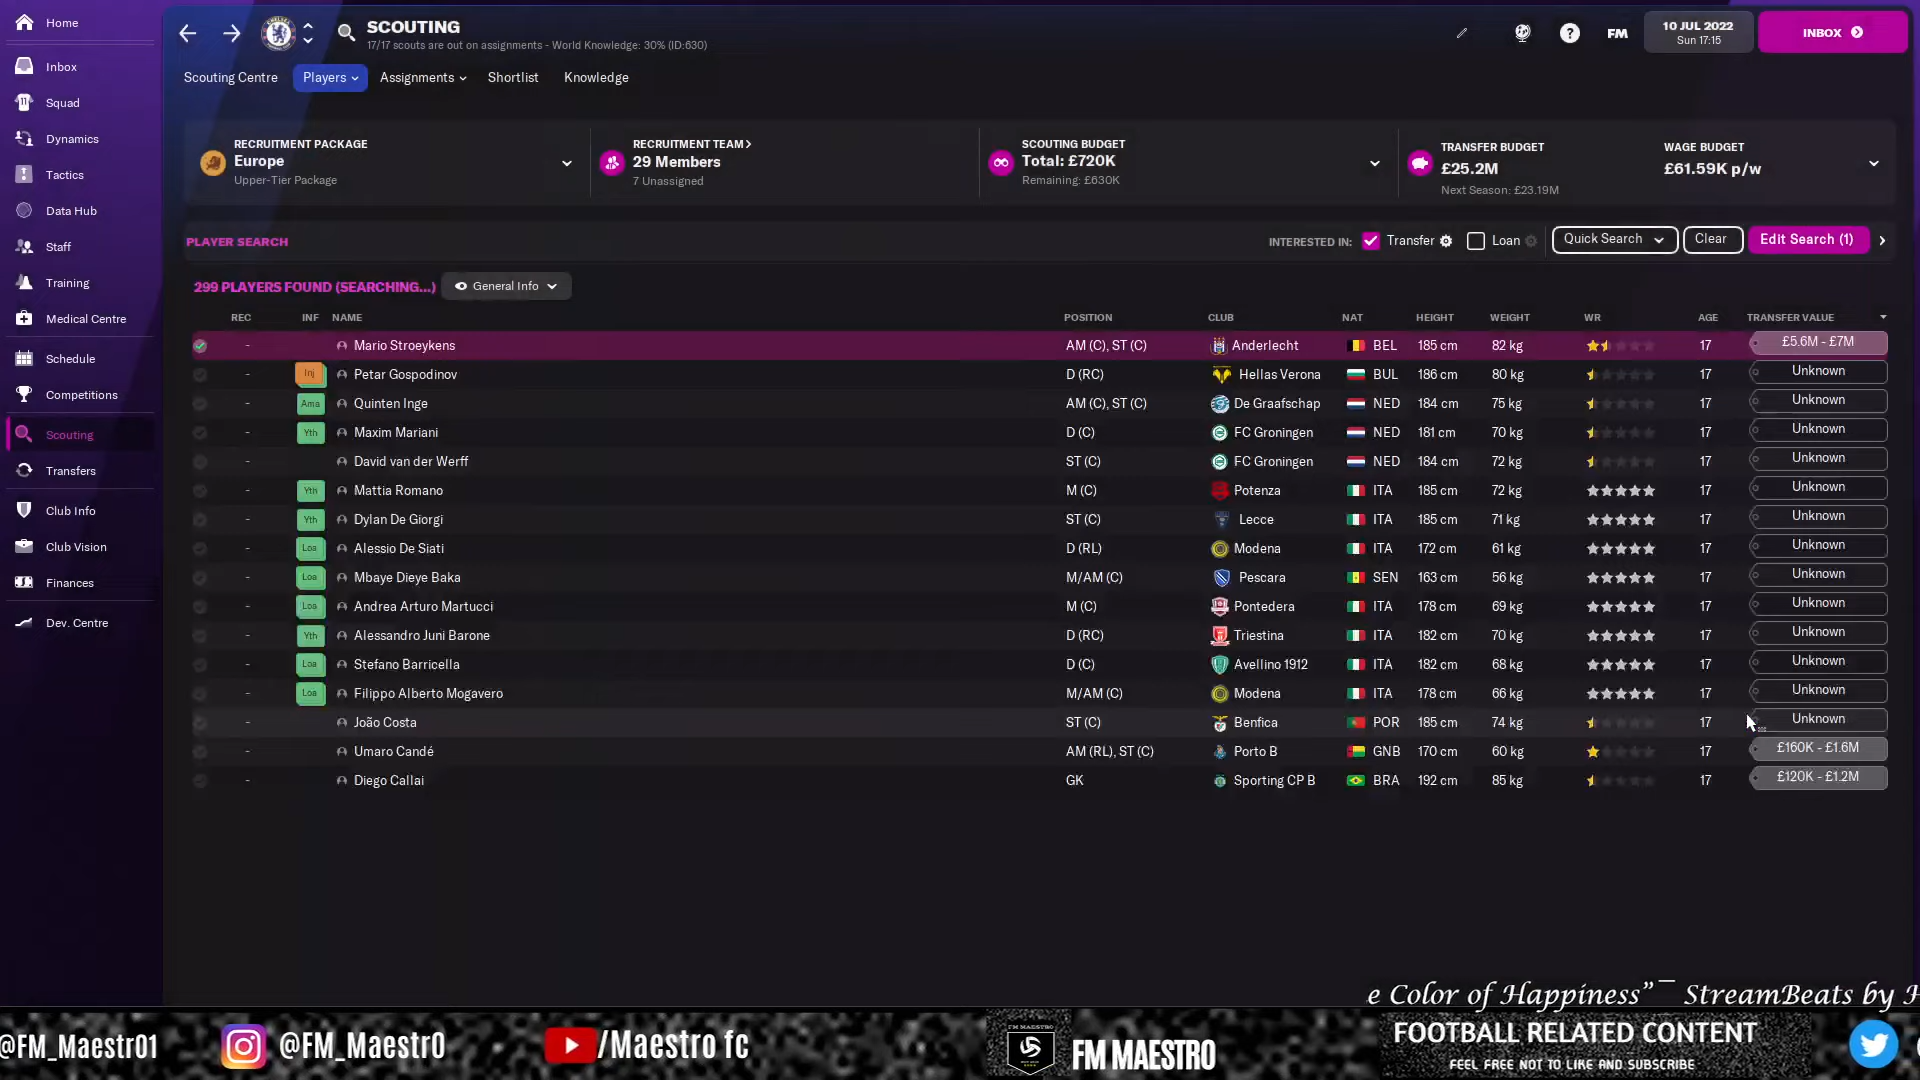 Home
Inbox
Squad
Dynamics
Tactics
Data Hub
Staff
Training
Medical Centre
Schedule
Competitions
Scouting
Transfers
Club Info
Club Vision
Finances
Dev. Centre
SCOUTING
17/17 scouts are out on assignments - World Knowledge: 30% (ID:630)
FM
10 JUL 2022
Sun 17:15
INBOX
Scouting Centre Players Assignments Shortlist Knowledge
RECRUITMENT PACKAGE
Europe
Upper-Tier Package
RECRUITMENT TEAM
29 Members
7 Unassigned
SCOUTING BUDGET
Total: £720K
Remaining: £630K
TRANSFER BUDGET
£25.2M
Next Season: £23.19M
WAGE BUDGET
£61.59K p/w
PLAYER SEARCH
INTERESTED IN: Transfer Loan Quick Search Clear Edit Search (1)
299 PLAYERS FOUND (SEARCHING...) General Info
REC INF NAME POSITION CLUB NAT HEIGHT WEIGHT WR AGE TRANSFER VALUE
- Mario Stroeykens AM (C), ST (C) Anderlecht BEL 185 cm 82 kg 17 £5.6M - £7M
- Inj Petar Gospodinov D (RC) Hellas Verona BUL 186 cm 80 kg 17 Unknown
- Ama Quinten Inge AM (C), ST (C) De Graafschap NED 184 cm 75 kg 17 Unknown
- Yth Maxim Mariani D (C) FC Groningen NED 181 cm 70 kg 17 Unknown
- David van der Werff ST (C) FC Groningen NED 184 cm 72 kg 17 Unknown
- Yth Mattia Romano M (C) Potenza ITA 185 cm 72 kg 17 Unknown
- Yth Dylan De Giorgi ST (C) Lecce ITA 185 cm 71 kg 17 Unknown
- Loa Alessio De Siati D (RL) Modena ITA 172 cm 61 kg 17 Unknown
- Loa Mbaye Dieye Baka M/AM (C) Pescara SEN 163 cm 56 kg 17 Unknown
- Loa Andrea Arturo Martucci M (C) Pontedera ITA 178 cm 69 kg 17 Unknown
- Yth Alessandro Juni Barone D (RC) Triestina ITA 182 cm 70 kg 17 Unknown
- Loa Stefano Barricella D (C) Avellino 1912 ITA 182 cm 68 kg 17 Unknown
- Loa Filippo Alberto Mogavero M/AM (C) Modena ITA 178 cm 66 kg 17 Unknown
- João Costa ST (C) Benfica POR 185 cm 74 kg 17 Unknown
- Umaro Candé AM (RL), ST (C) Porto B GNB 170 cm 60 kg 17 £160K - £1.6M
- Diego Callai GK Sporting CP B BRA 192 cm 85 kg 17 £120K - £1.2M
e Color of Happiness” ¯ StreamBeats by H
@FM_Maestr01 @FM_Maestr0 /Maestro fc FM MAESTRO FOOTBALL RELATED CONTENT
FEEL FREE NOT TO LIKE AND SUBSCRIBE